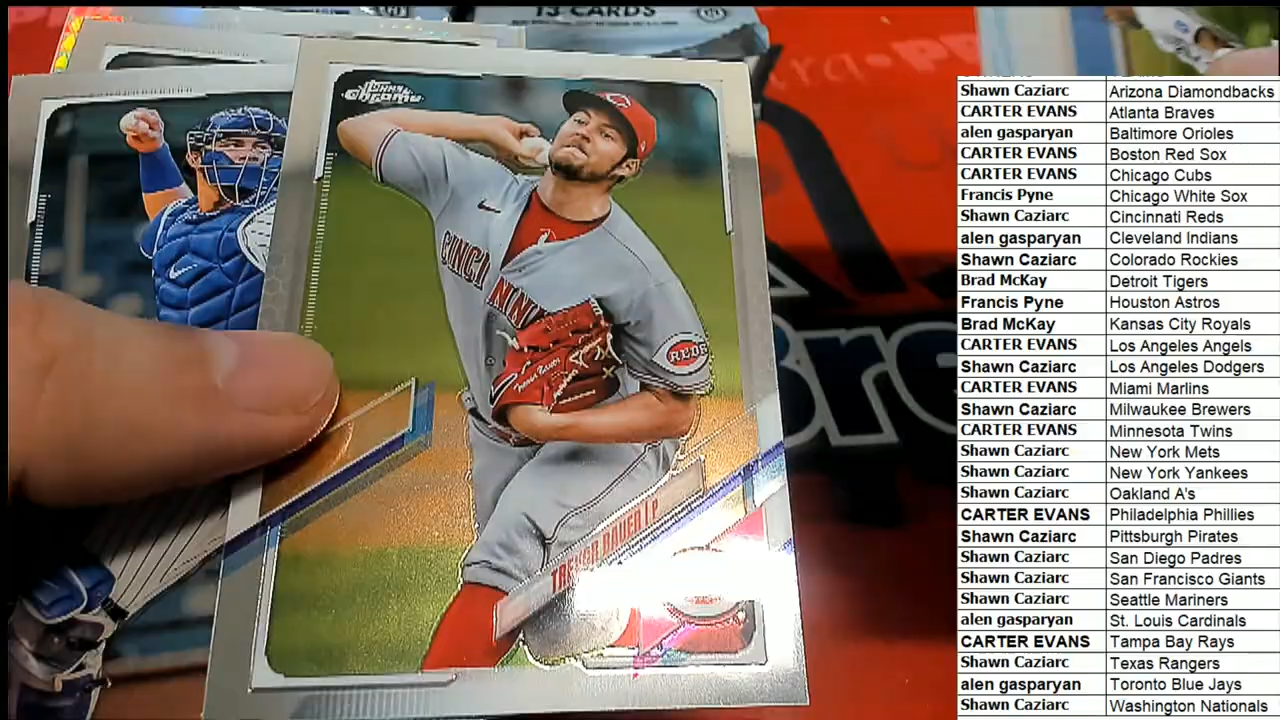 13 CARDS
Topps
Chrome
CINCINNATI
REDS
TREVOR BAUER | P
Bre
Shawn Caziarc Arizona Diamondbacks
CARTER EVANS Atlanta Braves
alen gasparyan Baltimore Orioles
CARTER EVANS Boston Red Sox
CARTER EVANS Chicago Cubs
Francis Pyne Chicago White Sox
Shawn Caziarc Cincinnati Reds
alen gasparyan Cleveland Indians
Shawn Caziarc Colorado Rockies
Brad McKay Detroit Tigers
Francis Pyne Houston Astros
Brad McKay Kansas City Royals
CARTER EVANS Los Angeles Angels
Shawn Caziarc Los Angeles Dodgers
CARTER EVANS Miami Marlins
Shawn Caziarc Milwaukee Brewers
CARTER EVANS Minnesota Twins
Shawn Caziarc New York Mets
Shawn Caziarc New York Yankees
Shawn Caziarc Oakland A's
CARTER EVANS Philadelphia Phillies
Shawn Caziarc Pittsburgh Pirates
Shawn Caziarc San Diego Padres
Shawn Caziarc San Francisco Giants
Shawn Caziarc Seattle Mariners
alen gasparyan St. Louis Cardinals
CARTER EVANS Tampa Bay Rays
Shawn Caziarc Texas Rangers
alen gasparyan Toronto Blue Jays
Shawn Caziarc Washington Nationals